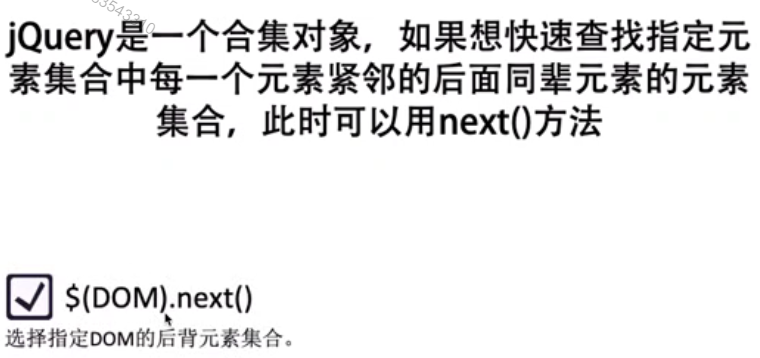 jQuery是一个合集对象，如果想快速查找指定元
素集合中每一个元素紧邻的后面同辈元素的元素
集合，此时可以用next()方法
$(DOM).next()
选择指定DOM的后背元素集合。